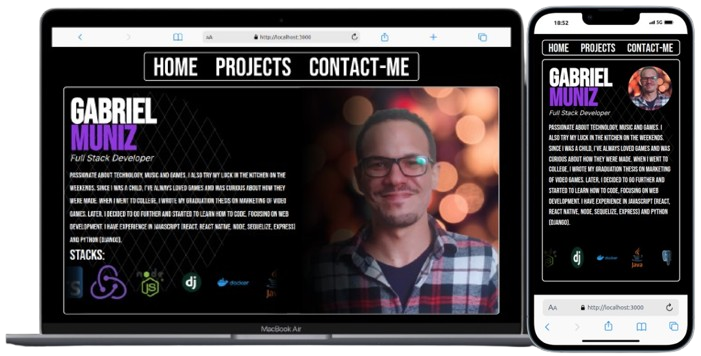 http://localhost:3000
HOME PROJECTS CONTACT-ME
GABRIEL
MUNIZ
Full Stack Developer
PASSIONATE ABOUT TECHNOLOGY, MUSIC AND GAMES, I ALSO TRY MY LUCK IN THE KITCHEN ON THE
WEEKENDS. SINCE I WAS A CHILD, I'VE ALWAYS LOVED GAMES AND WAS CURIOUS ABOUT HOW THEY
WERE MADE. WHEN I WENT TO COLLEGE, I WROTE MY GRADUATION THESIS ON MARKETING OF VIDEO
GAMES. LATER, I DECIDED TO GO FURTHER AND STARTED TO LEARN HOW TO CODE, FOCUSING ON WEB
DEVELOPMENT. I HAVE EXPERIENCE IN JAVASCRIPT (REACT, REACT NATIVE, NODE, SEQUELIZE, EXPRESS)
AND PYTHON (DJANGO).
STACKS:
node
JS
dj
docker
MacBook Air
18:52
5G
HOME PROJECTS CONTACT-ME
GABRIEL
MUNIZ
Full Stack Developer
PASSIONATE ABOUT TECHNOLOGY, MUSIC AND GAMES, I
ALSO TRY MY LUCK IN THE KITCHEN ON THE WEEKENDS.
SINCE I WAS A CHILD, I'VE ALWAYS LOVED GAMES AND WAS
CURIOUS ABOUT HOW THEY WERE MADE. WHEN I WENT TO
COLLEGE, I WROTE MY GRADUATION THESIS ON MARKETING
OF VIDEO GAMES. LATER, I DECIDED TO GO FURTHER AND
STARTED TO LEARN HOW TO CODE, FOCUSING ON WEB
DEVELOPMENT. I HAVE EXPERIENCE IN JAVASCRIPT (REACT,
REACT NATIVE, NODE, SEQUELIZE, EXPRESS) AND PYTHON
(DJANGO).
dj
docker
Java
AA http://localhost:3000